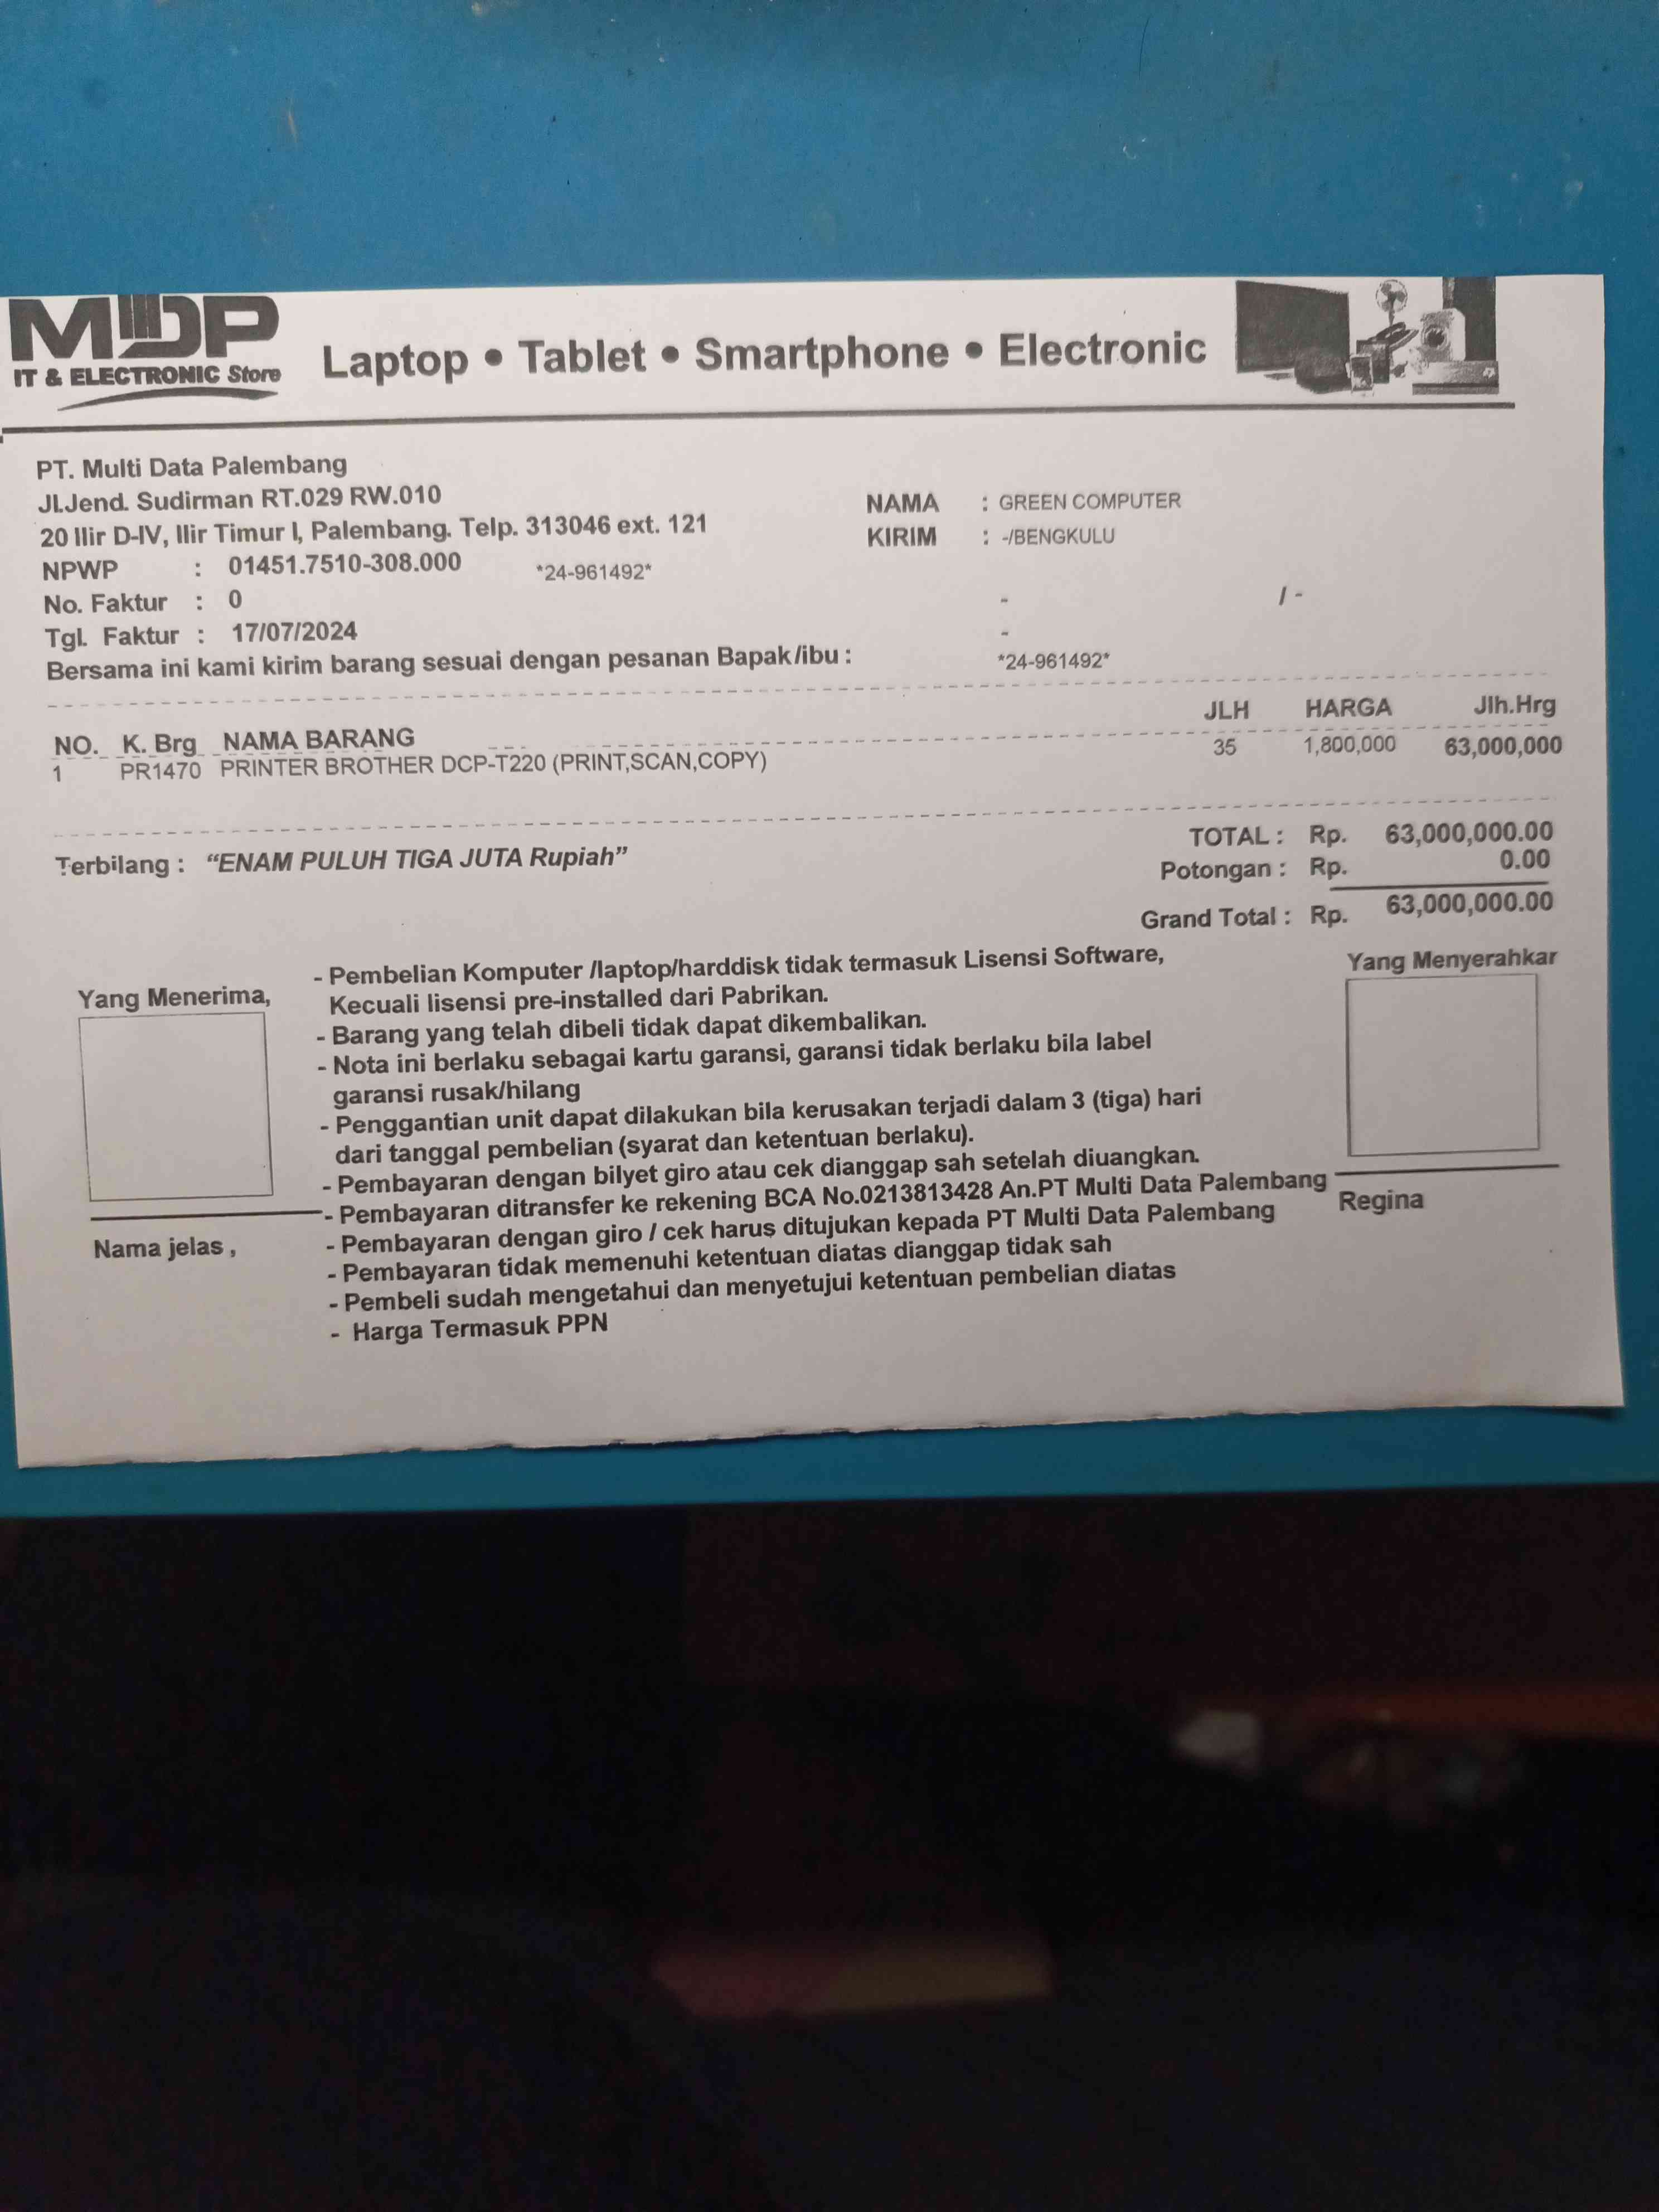 MDP
IT & ELECTRONIC Store
Laptop • Tablet • Smartphone • Electronic
PT. Multi Data Palembang
Jl.Jend. Sudirman RT.029 RW.010
20 Ilir D-IV, Ilir Timur I, Palembang. Telp. 313046 ext. 121
NPWP : 01451.7510-308.000 *24-961492*
No. Faktur : 0
Tgl. Faktur : 17/07/2024
Bersama ini kami kirim barang sesuai dengan pesanan Bapak/ibu :
NAMA : GREEN COMPUTER
KIRIM : -/BENGKULU
- / -
-
*24-961492*
NO. K. Brg NAMA BARANG JLH HARGA Jlh.Hrg
1 PR1470 PRINTER BROTHER DCP-T220 (PRINT,SCAN,COPY) 35 1,800,000 63,000,000
Terbilang : “ENAM PULUH TIGA JUTA Rupiah”
TOTAL : Rp. 63,000,000.00
Potongan : Rp. 0.00
Grand Total : Rp. 63,000,000.00
Yang Menerima,
Nama jelas ,
- Pembelian Komputer /laptop/harddisk tidak termasuk Lisensi Software,
Kecuali lisensi pre-installed dari Pabrikan.
- Barang yang telah dibeli tidak dapat dikembalikan.
- Nota ini berlaku sebagai kartu garansi, garansi tidak berlaku bila label
garansi rusak/hilang
- Penggantian unit dapat dilakukan bila kerusakan terjadi dalam 3 (tiga) hari
dari tanggal pembelian (syarat dan ketentuan berlaku).
- Pembayaran dengan bilyet giro atau cek dianggap sah setelah diuangkan.
- Pembayaran ditransfer ke rekening BCA No.0213813428 An.PT Multi Data Palembang
- Pembayaran dengan giro / cek harus ditujukan kepada PT Multi Data Palembang
- Pembayaran tidak memenuhi ketentuan diatas dianggap tidak sah
- Pembeli sudah mengetahui dan menyetujui ketentuan pembelian diatas
- Harga Termasuk PPN
Yang Menyerahkar
Regina